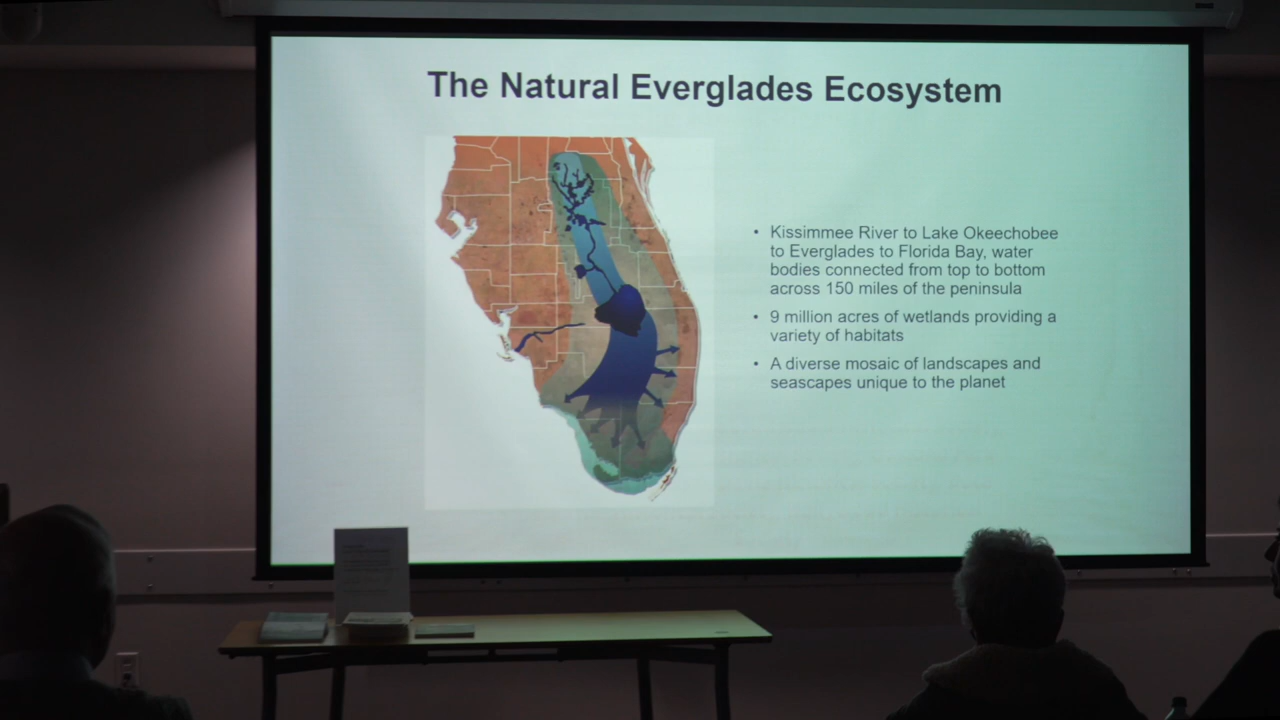 The Natural Everglades Ecosystem
• Kissimmee River to Lake Okeechobee
to Everglades to Florida Bay, water
bodies connected from top to bottom
across 150 miles of the peninsula
• 9 million acres of wetlands providing a
variety of habitats
• A diverse mosaic of landscapes and
seascapes unique to the planet